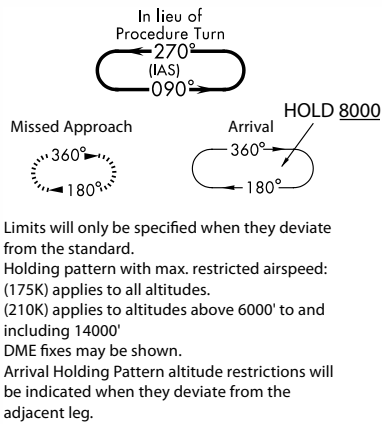 In lieu of
Procedure Turn
270°
(IAS)
090°
HOLD 8000
Missed Approach
Arrival
360°
360°
180°
180°
Limits will only be specified when they deviate
from the standard.
Holding pattern with max. restricted airspeed:
(175K) applies to all altitudes.
(210K) applies to altitudes above 6000' to and
including 14000'
DME fixes may be shown.
Arrival Holding Pattern altitude restrictions will
be indicated when they deviate from the
adjacent leg.